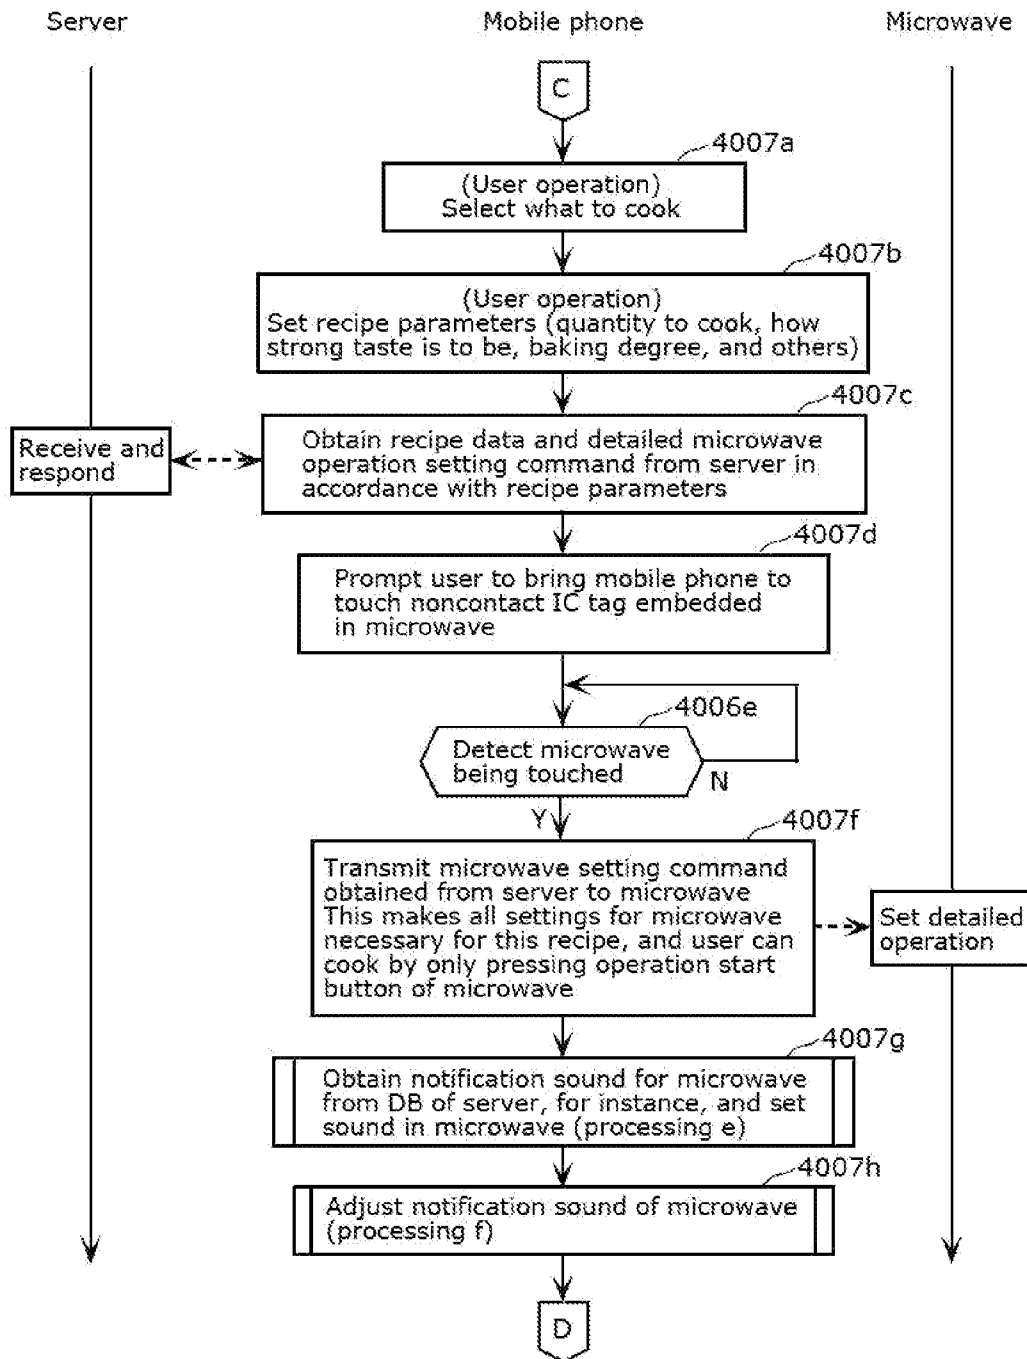 Server
Mobile phone
Microwave
C
4007a
(User operation)
Select what to cook
4007b
(User operation)
Set recipe parameters (quantity to cook, how
strong taste is to be, baking degree, and others)
4007c
Receive and
respond
Obtain recipe data and detailed microwave
operation setting command from server in
accordance with recipe parameters
4007d
Prompt user to bring mobile phone to
touch noncontact IC tag embedded
in microwave
4006e
Detect microwave
being touched
N
Y
4007f
Transmit microwave setting command
obtained from server to microwave
This makes all settings for microwave
necessary for this recipe, and user can
cook by only pressing operation start
button of microwave
Set detailed
operation
4007g
Obtain notification sound for microwave
from DB of server, for instance, and set
sound in microwave (processing e)
4007h
Adjust notification sound of microwave
(processing f)
D